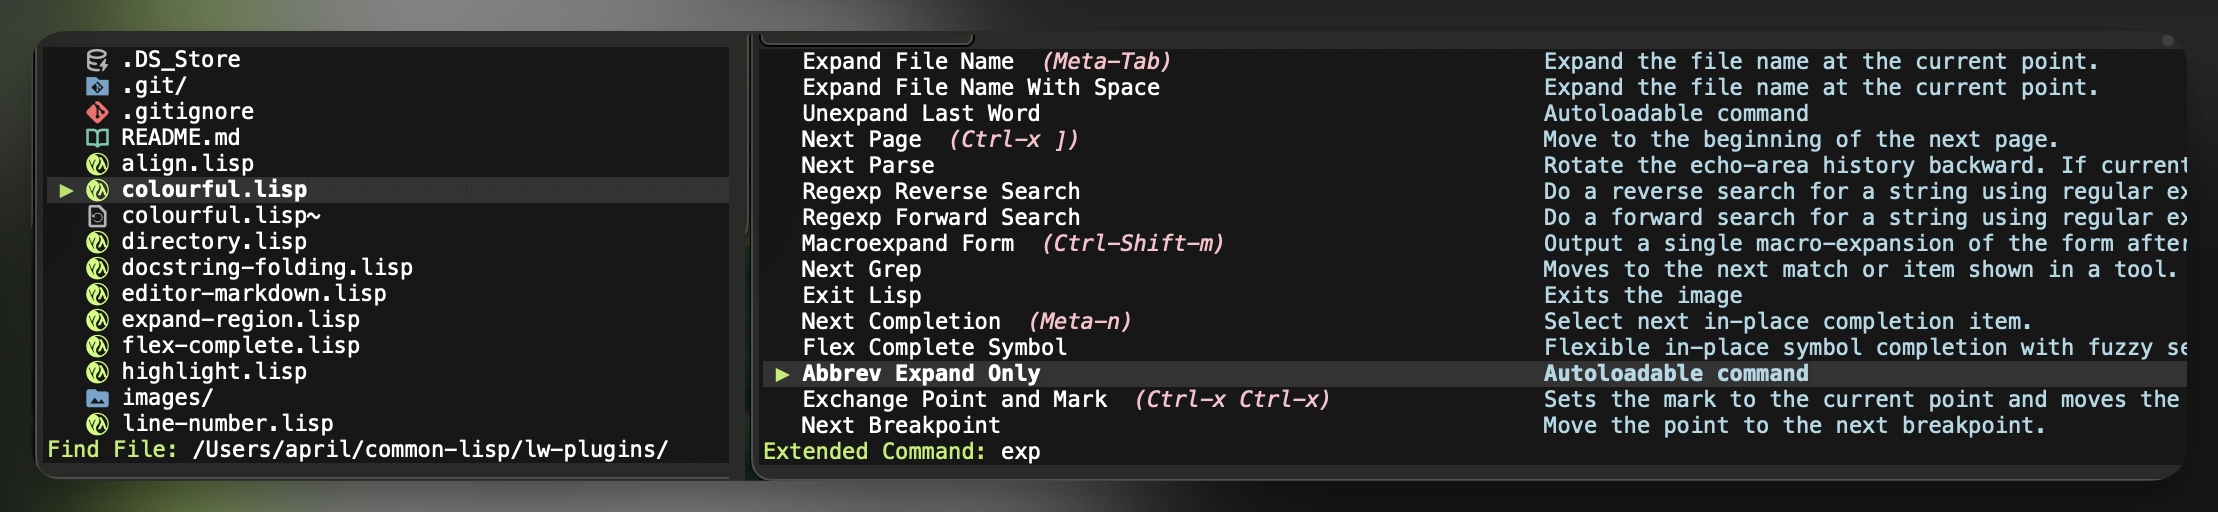 .DS_Store
.git/
.gitignore
README.md
align.lisp
colourful.lisp
colourful.lisp~
directory.lisp
docstring-folding.lisp
editor-markdown.lisp
expand-region.lisp
flex-complete.lisp
highlight.lisp
images/
line-number.lisp
Find File: /Users/april/common-lisp/lw-plugins/
Expand File Name (Meta-Tab) Expand the file name at the current point.
Expand File Name With Space Expand the file name at the current point.
Unexpand Last Word Autoloadable command
Next Page (Ctrl-x ]) Move to the beginning of the next page.
Next Parse Rotate the echo-area history backward. If current
Regexp Reverse Search Do a reverse search for a string using regular ex
Regexp Forward Search Do a forward search for a string using regular ex
Macroexpand Form (Ctrl-Shift-m) Output a single macro-expansion of the form after
Next Grep Moves to the next match or item shown in a tool.
Exit Lisp Exits the image
Next Completion (Meta-n) Select next in-place completion item.
Flex Complete Symbol Flexible in-place symbol completion with fuzzy se
Abbrev Expand Only Autoloadable command
Exchange Point and Mark (Ctrl-x Ctrl-x) Sets the mark to the current point and moves the
Next Breakpoint Move the point to the next breakpoint.
Extended Command: exp